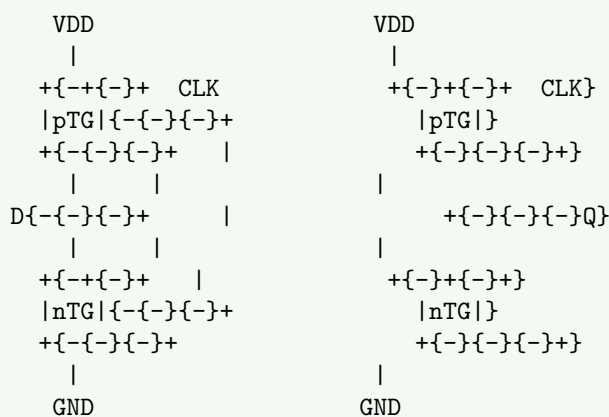 VDD                    VDD
     |                      |
  +{-+{-}+  CLK           +{-}+{-}+  CLK}
  |pTG|{-{-}{-}+            |pTG|}
  +{-{-}{-}+   |            +{-}{-}{-}+}
     |     |               |
D{-{-}{-}+     |              +{-}{-}{-}Q}
     |     |               |
  +{-+{-}+   |            +{-}+{-}+}
  |nTG|{-{-}{-}+            |nTG|}
  +{-{-}{-}+                +{-}{-}{-}+}
     |                     |
    GND                   GND